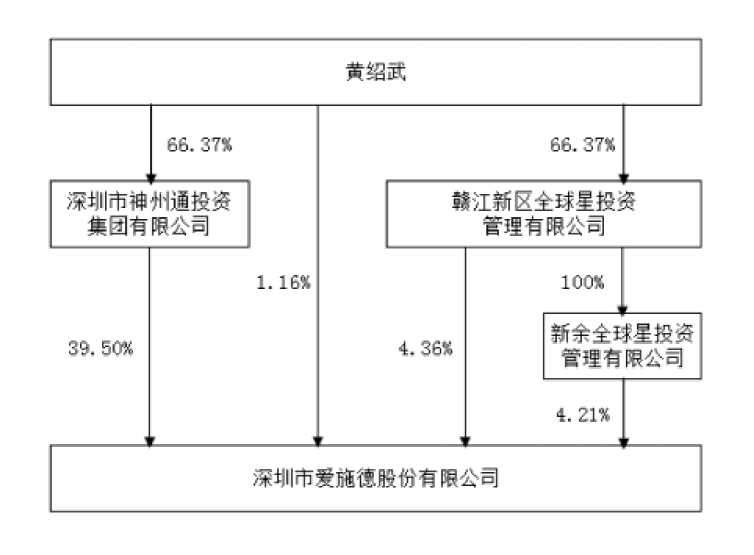 黄绍武
66.37%
66.37%
深圳市神州通投资
集团有限公司
赣江新区全球星投资
管理有限公司
1.16%
100%
39.50%
4.36%
新余全球星投资
管理有限公司
4.21%
深圳市爱施德股份有限公司